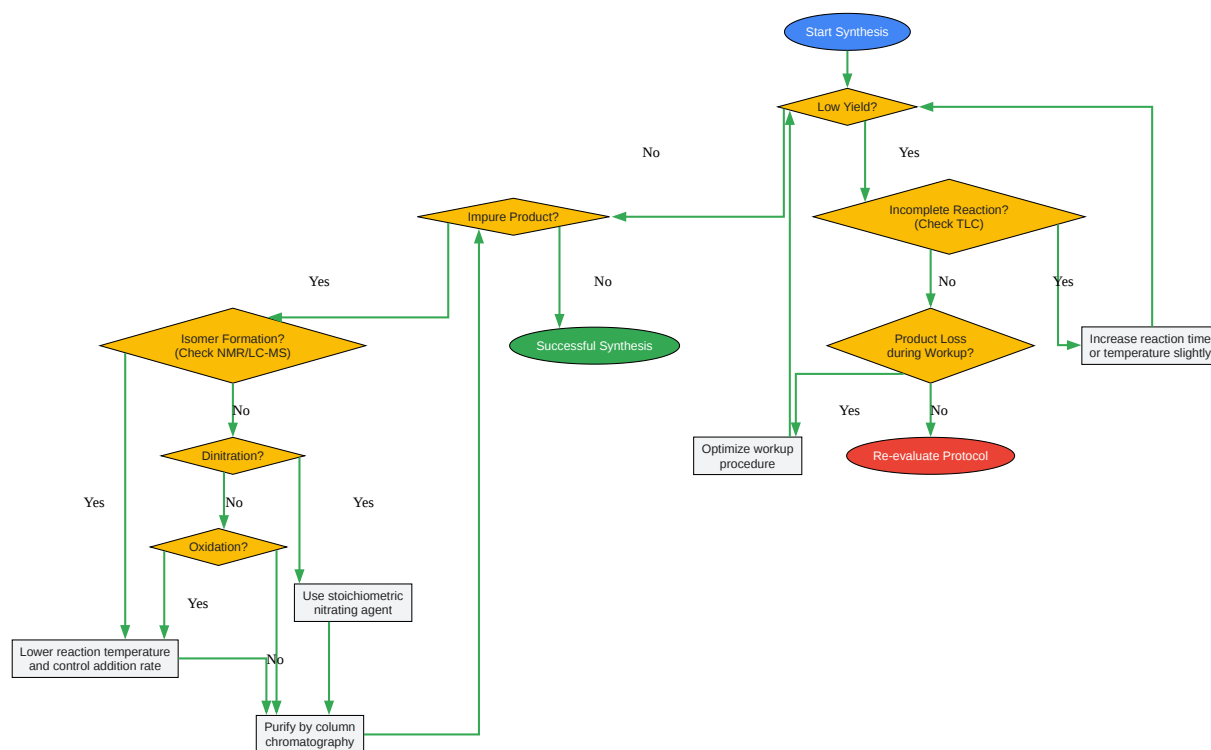 Start Synthesis
Low Yield?
No
Yes
Impure Product?
Incomplete Reaction?
(Check TLC)
Yes
No
No
Yes
Isomer Formation?
(Check NMR/LC-MS)
Successful Synthesis
Product Loss
during Workup?
Increase reaction time
or temperature slightly
No
Yes
No
Dinitration?
Optimize workup
procedure
Re-evaluate Protocol
Yes
No
Yes
Oxidation?
Yes
Use stoichiometric
nitrating agent
Lower reaction temperature
and control addition rate
No
Purify by column
chromatography